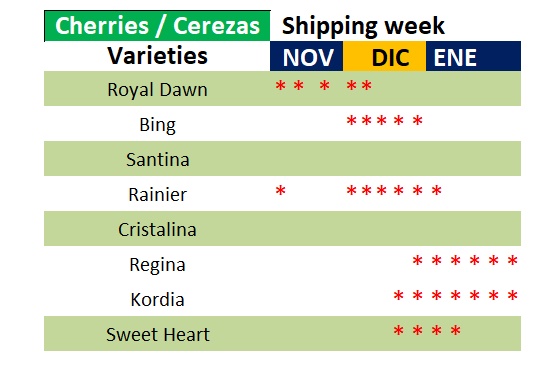 Cherries / Cerezas Shipping week
Varieties NOV DIC ENE
Royal Dawn * * * * *
Bing * * * * *
Santina
Rainier * * * * * * *
Cristalina
Regina * * * * * *
Kordia * * * * * * *
Sweet Heart * * * *